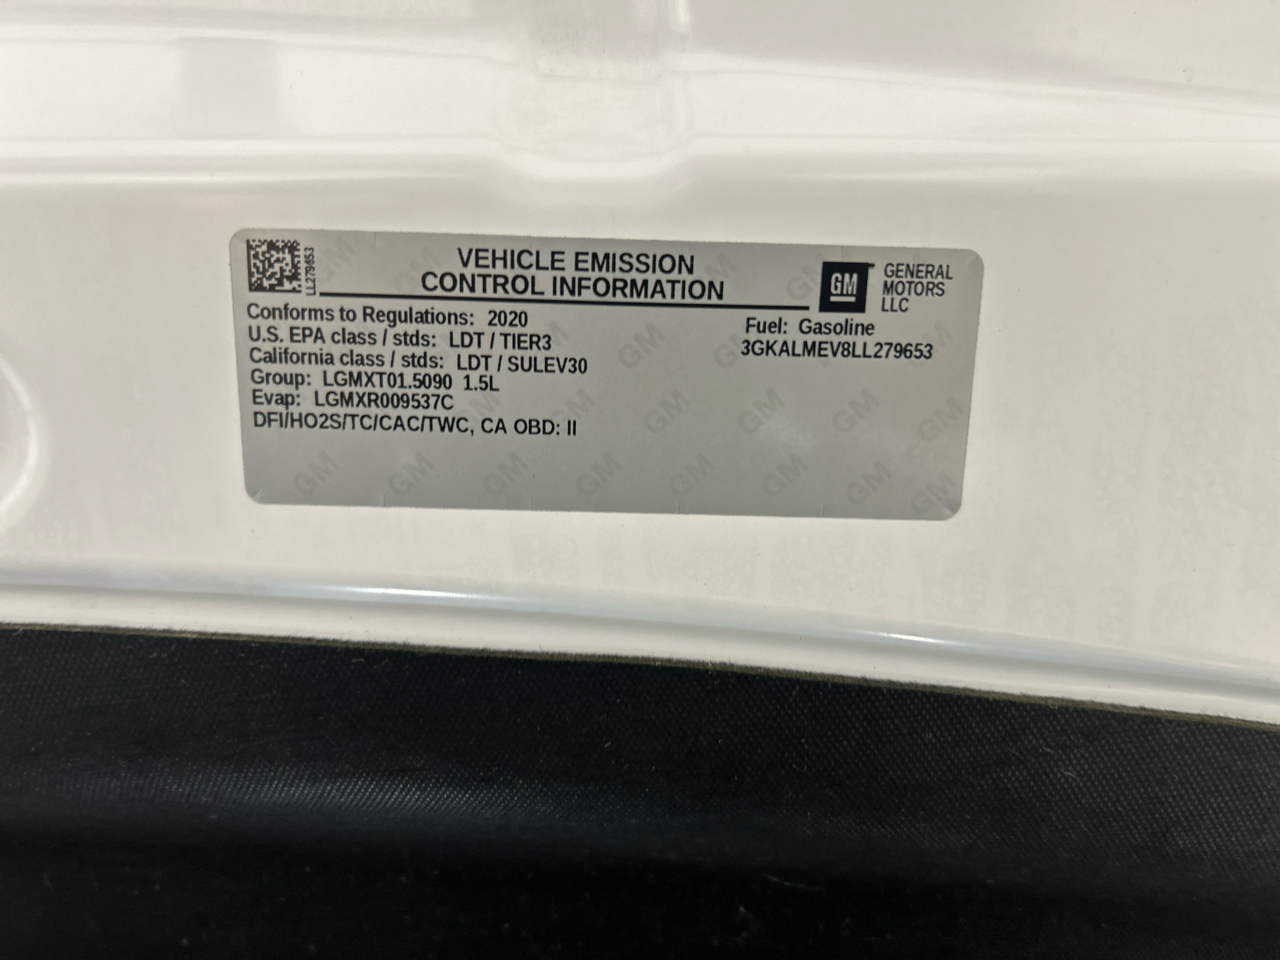 LL279653
VEHICLE EMISSION
CONTROL INFORMATION
GM
GENERAL
MOTORS
LLC
Conforms to Regulations: 2020
U.S. EPA class / stds: LDT / TIER3
California class / stds: LDT / SULEV30
Group: LGMXT01.5090 1.5L
Evap: LGMXR009537C
DFI/HO2S/TC/CAC/TWC, CA OBD: II
Fuel: Gasoline
3GKALMEV8LL279653